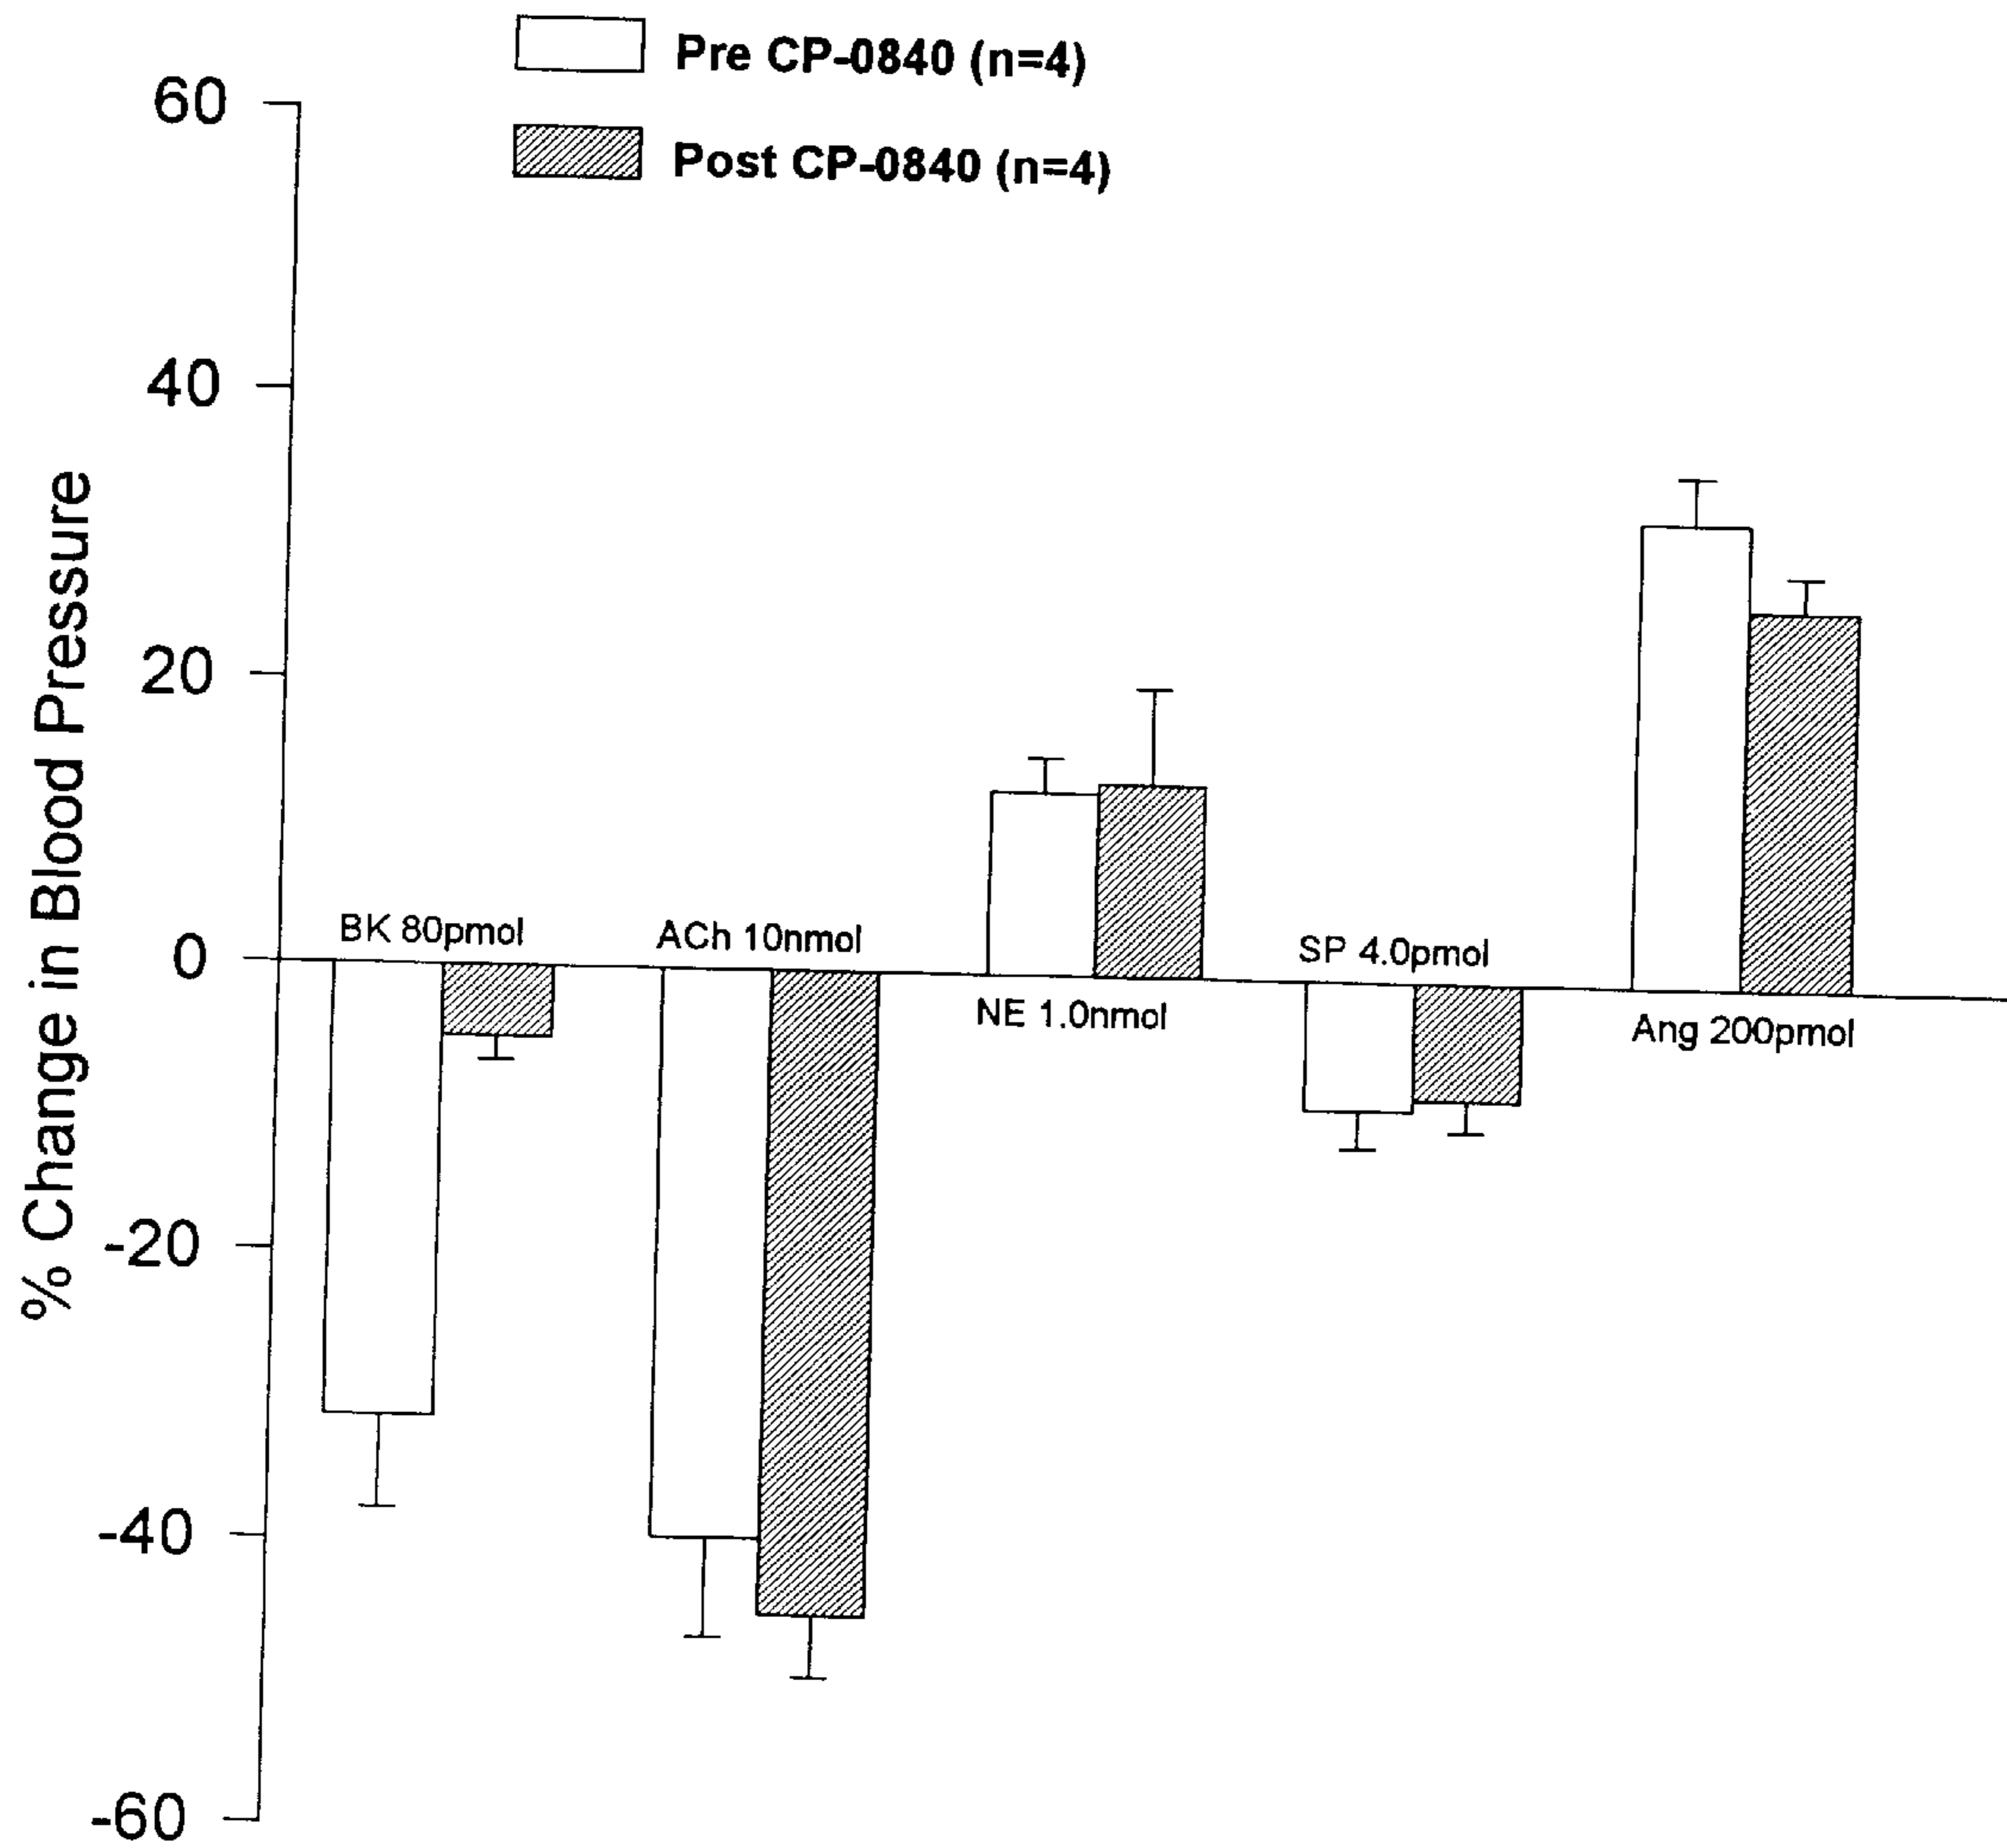 Pre CP-0840 (n=4)
Post CP-0840 (n=4)
% Change in Blood Pressure
60
40
20
0
-20
-40
-60
BK 80pmol
ACh 10nmol
NE 1.0nmol
SP 4.0pmol
Ang 200pmol